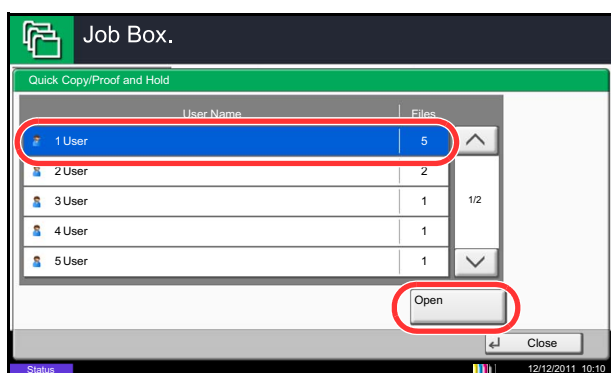 Job Box.
Quick Copy/Proof and Hold
User Name Files
1 User 5
2 User 2
3 User 1 1/2
4 User 1
5 User 1
Open
Close
Status 12/12/2011 10:10